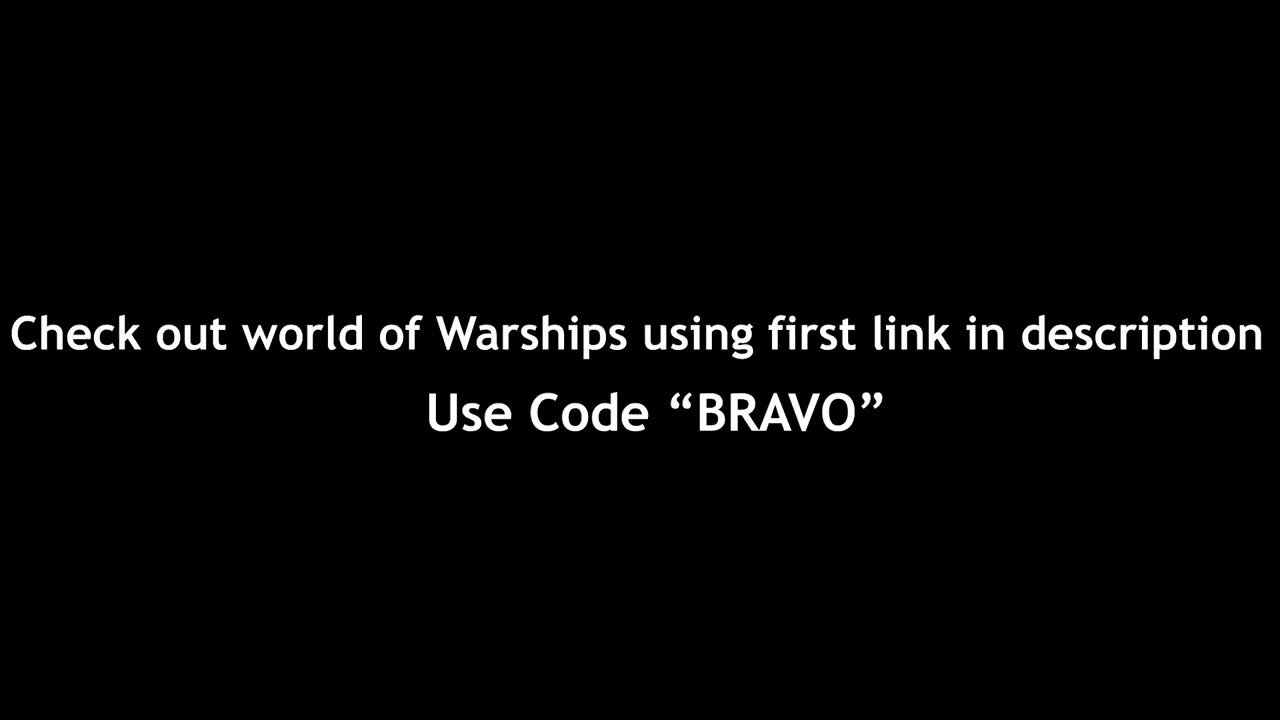 Check out world of Warships using first link in description
Use Code “BRAVO”